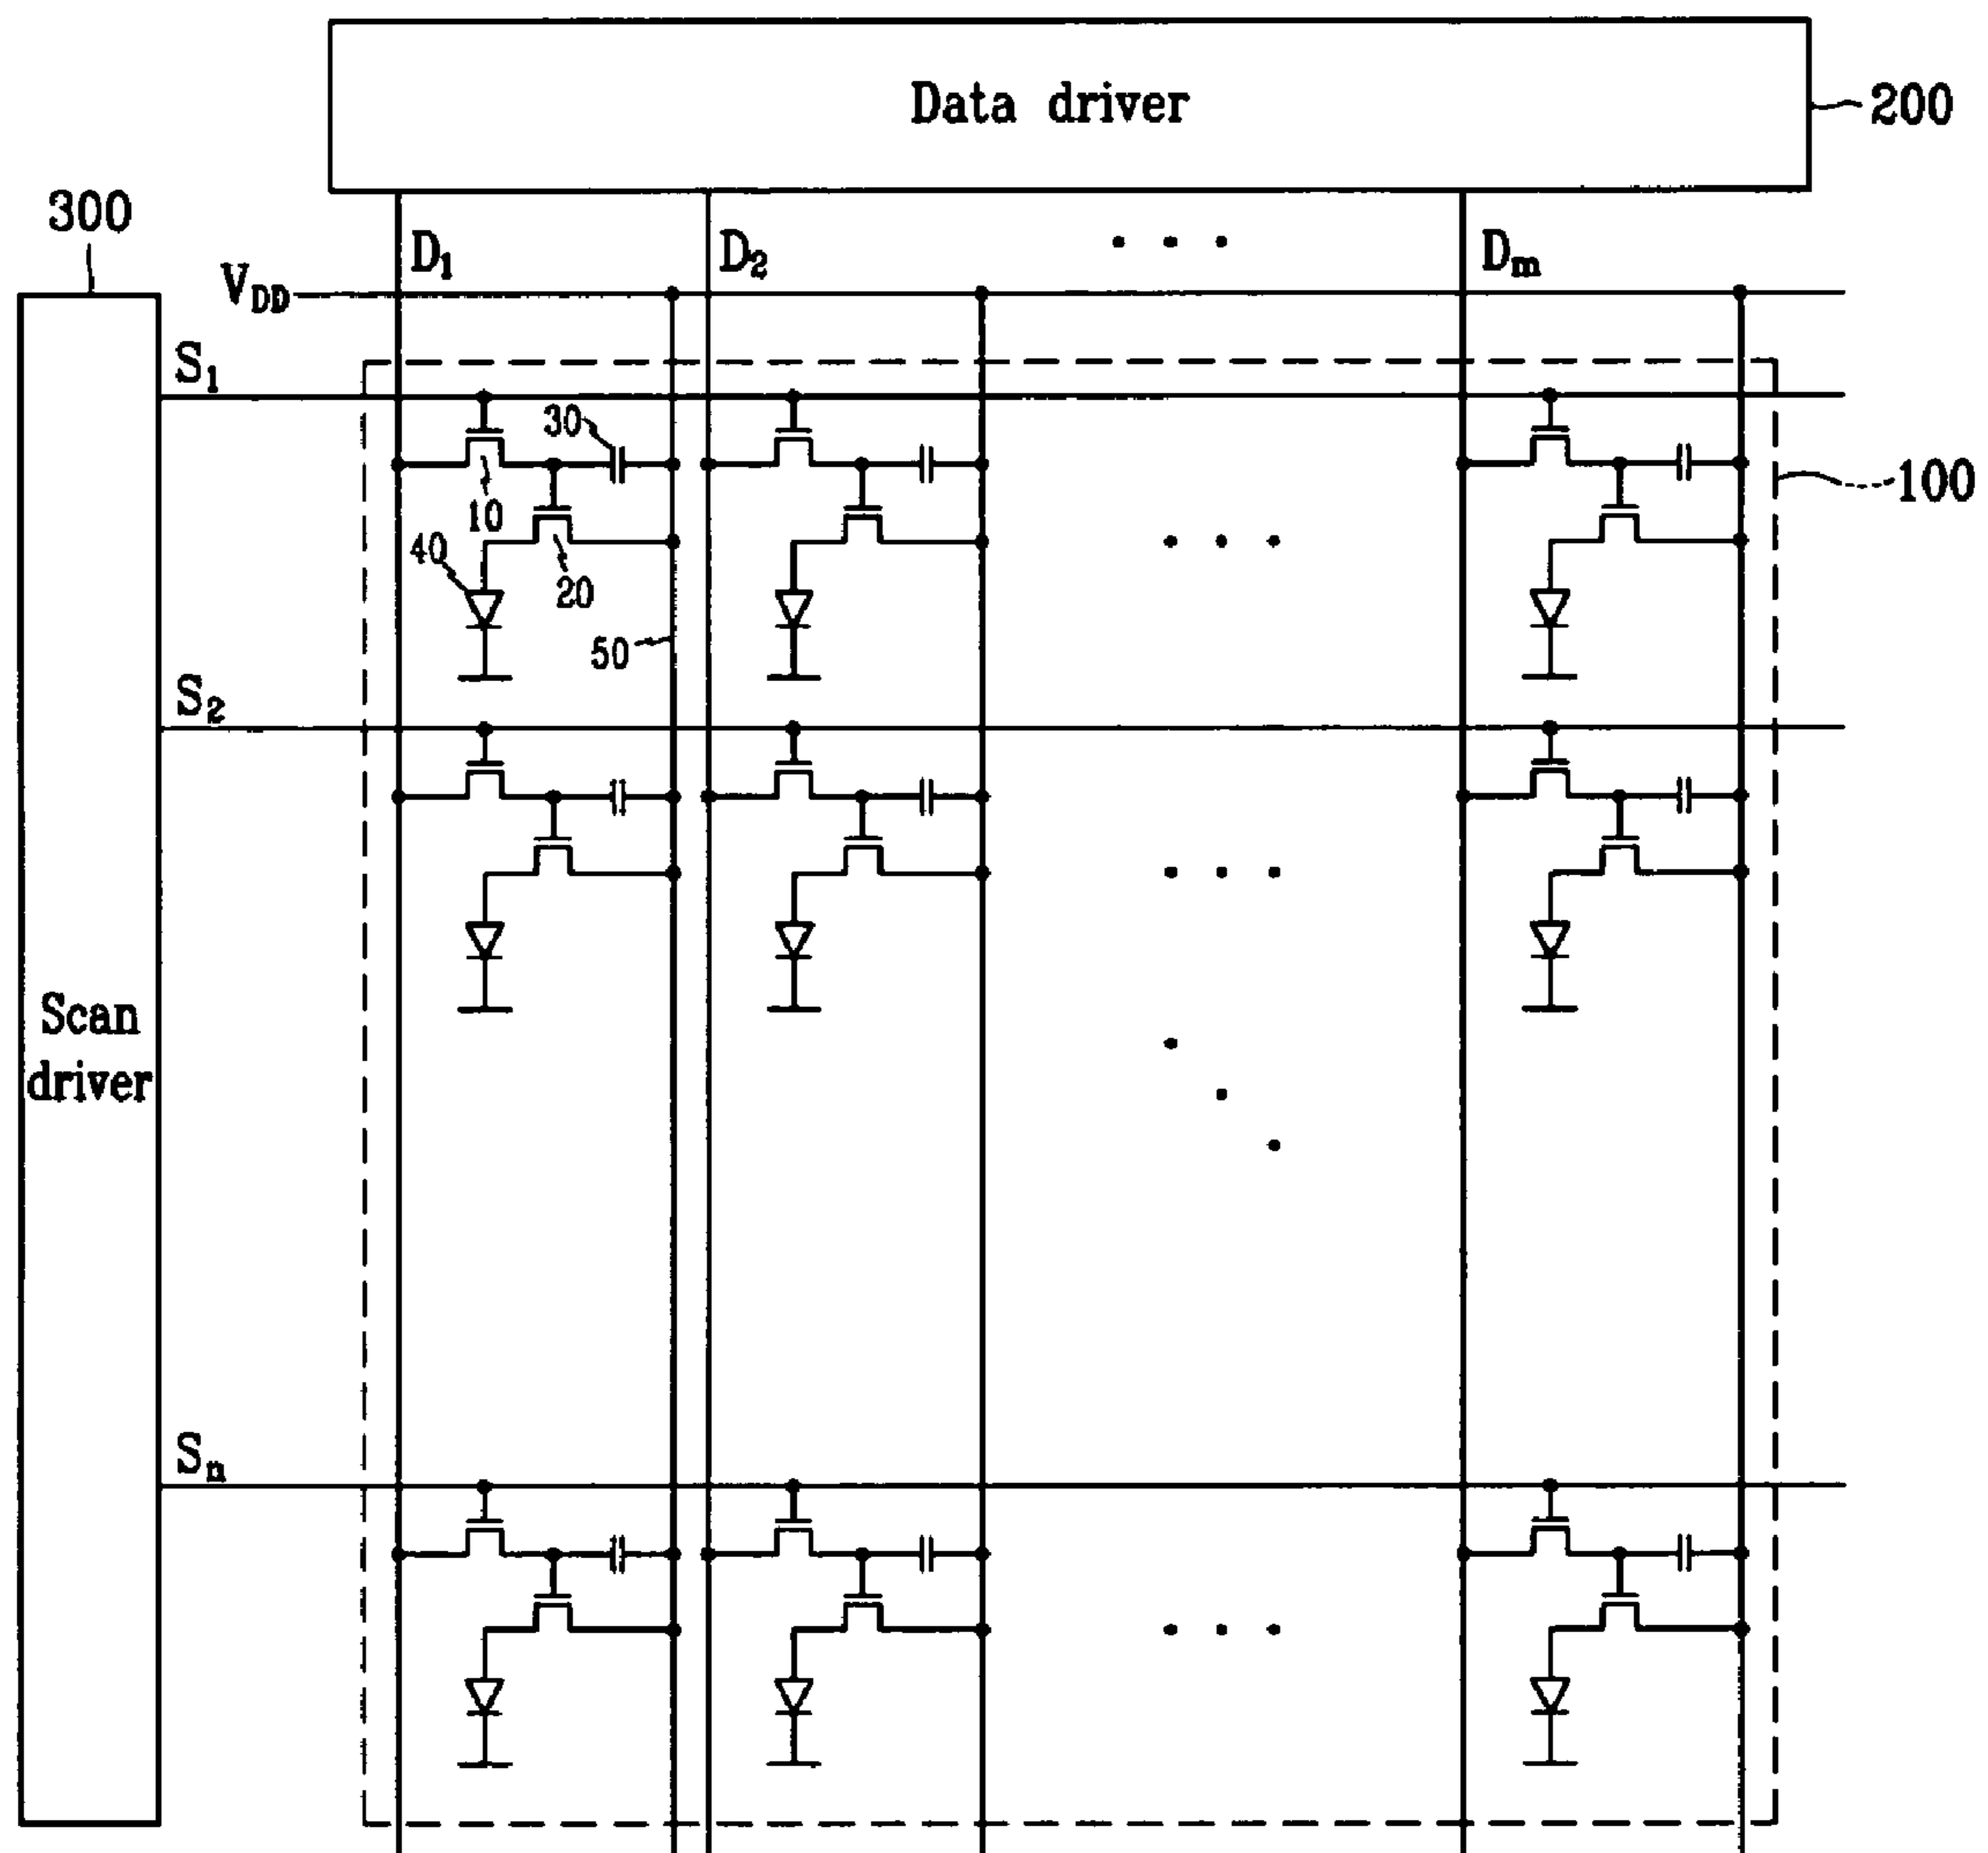 Data driver
200
300
D1
D2
. . .
Dm
VDD
S1
30
10
100
40
20
. . .
50
S2
. . .
Scan
driver
Sn
. . .